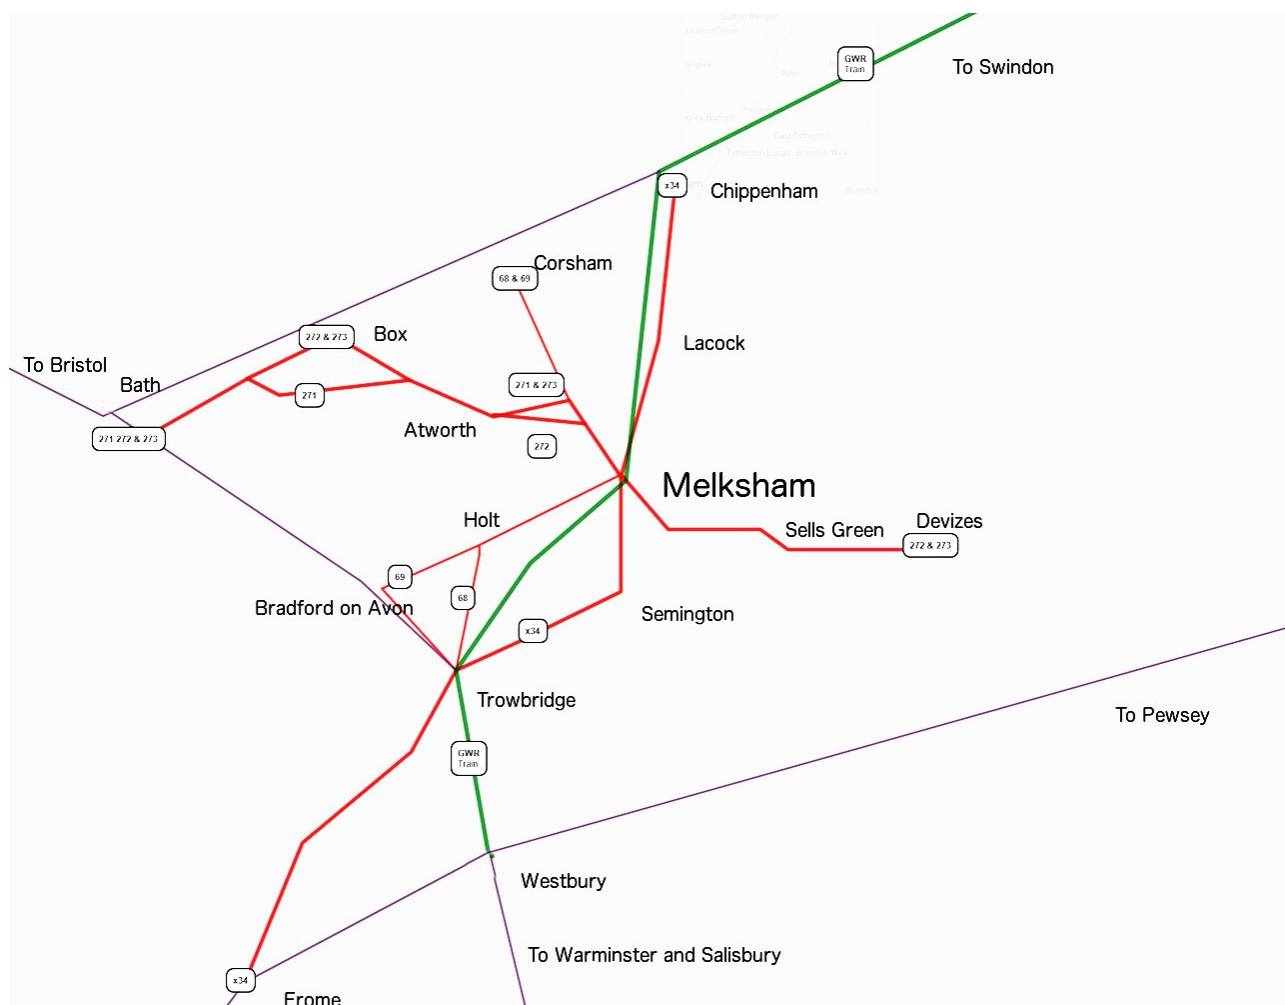 GWR
Train
To Swindon
x34
Chippenham
Corsham
68 & 69
272 & 273
Box
Lacock
To Bristol
Bath
271 & 273
271
Atworth
271 272 & 273
272
Melksham
Holt
Sells Green
Devizes
272 & 273
69
68
Bradford on Avon
Semington
x34
Trowbridge
To Pewsey
GWR
Train
Westbury
To Warminster and Salisbury
x34
Frome